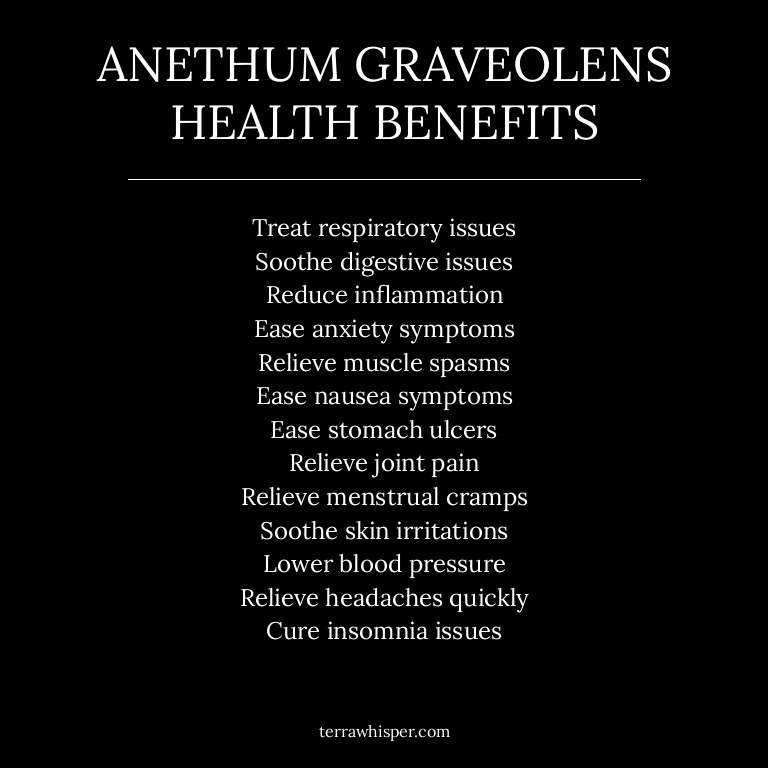 ANETHUM GRAVEOLENS
HEALTH BENEFITS
Treat respiratory issues
Soothe digestive issues
Reduce inflammation
Ease anxiety symptoms
Relieve muscle spasms
Ease nausea symptoms
Ease stomach ulcers
Relieve joint pain
Relieve menstrual cramps
Soothe skin irritations
Lower blood pressure
Relieve headaches quickly
Cure insomnia issues
terrawhisper.com